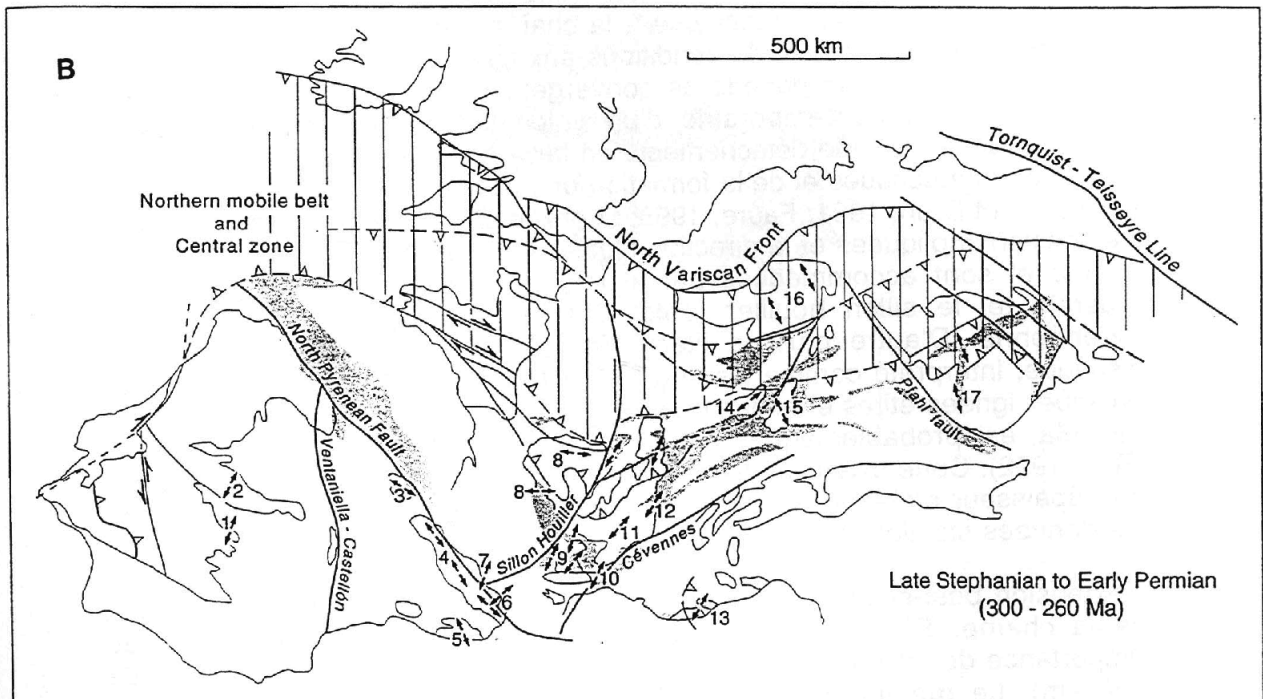 B
500 km
Tornquist - Teisseyre Line
Northern mobile belt
and
Central zone
North Variscan Front
16
North Pyrenean Fault
14
15
Plahn fault
17
Ventaniella - Castellon
8
8
3
2
1
Sillon Houiller
12
11
Cévennes
4
7
9
10
6
5
13
Late Stephanian to Early Permian
(300 - 260 Ma)